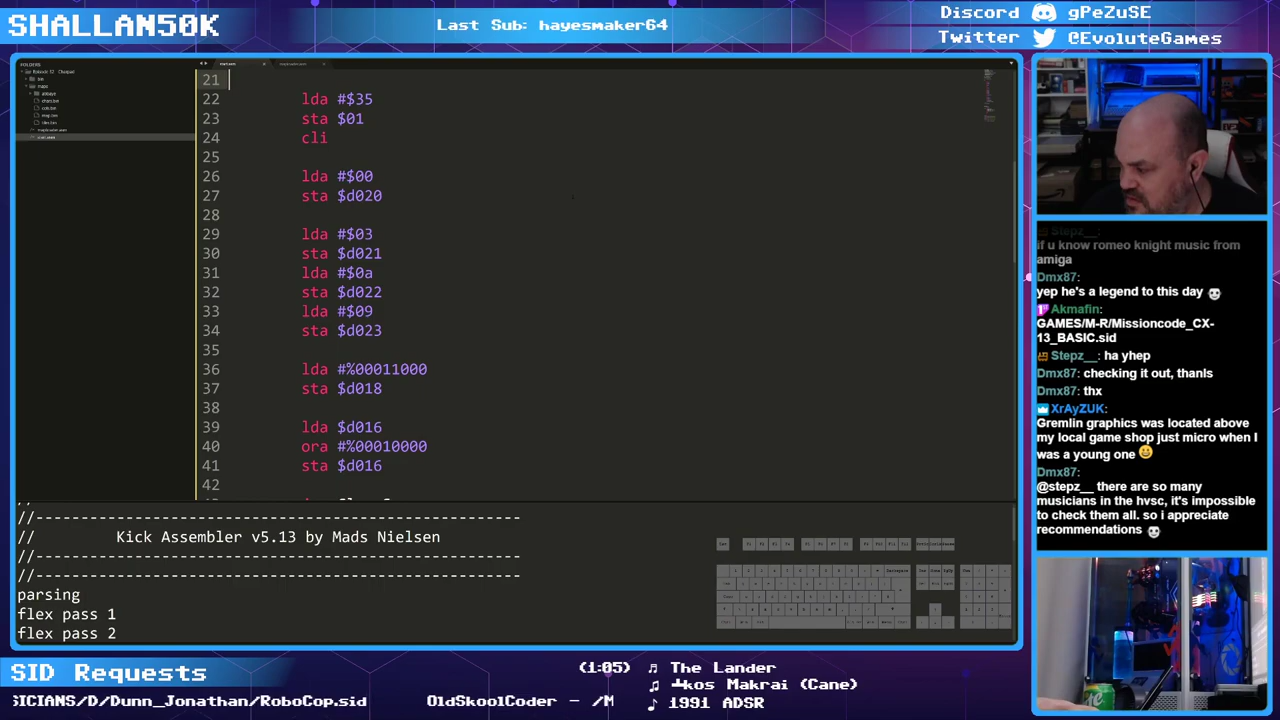 SHALLAN50K
Last Sub: hayesmaker64
Discord gPeZuSE
Twitter @EvoluteGames
FOLDERS
maps
21
22 lda #$35
23 sta $01
24 cli
25
26 lda #$00
27 sta $d020
28
29 lda #$03
30 sta $d021
31 lda #$0a
32 sta $d022
33 lda #$09
34 sta $d023
35
36 lda #%00011000
37 sta $d018
38
39 lda $d016
40 ora #%00010000
41 sta $d016
42
//----------------------------------------------------
// Kick Assembler v5.13 by Mads Nielsen
//----------------------------------------------------
//----------------------------------------------------
parsing
flex pass 1
flex pass 2
Stepz__:
if u know romeo knight music from
amiga
Dmx87:
yep he's a legend to this day
Akmafin:
GAMES/M-R/Missioncode_CX-
13_BASIC.sid
Stepz__: ha yhep
Dmx87: checking it out, thanls
Dmx87: thx
XrAyZUK:
Gremlin graphics was located above
my local game shop just micro when I
was a young one
Dmx87:
@stepz__ there are so many
musicians in the hvsc, it's impossible
to check them all. so i appreciate
recommendations
SID Requests
SICIANS/D/Dunn_Jonathan/RoboCop.sid OldSkoolCoder - /M
(1:05) The Lander
kos Makrai (Cane)
1991 ADSR